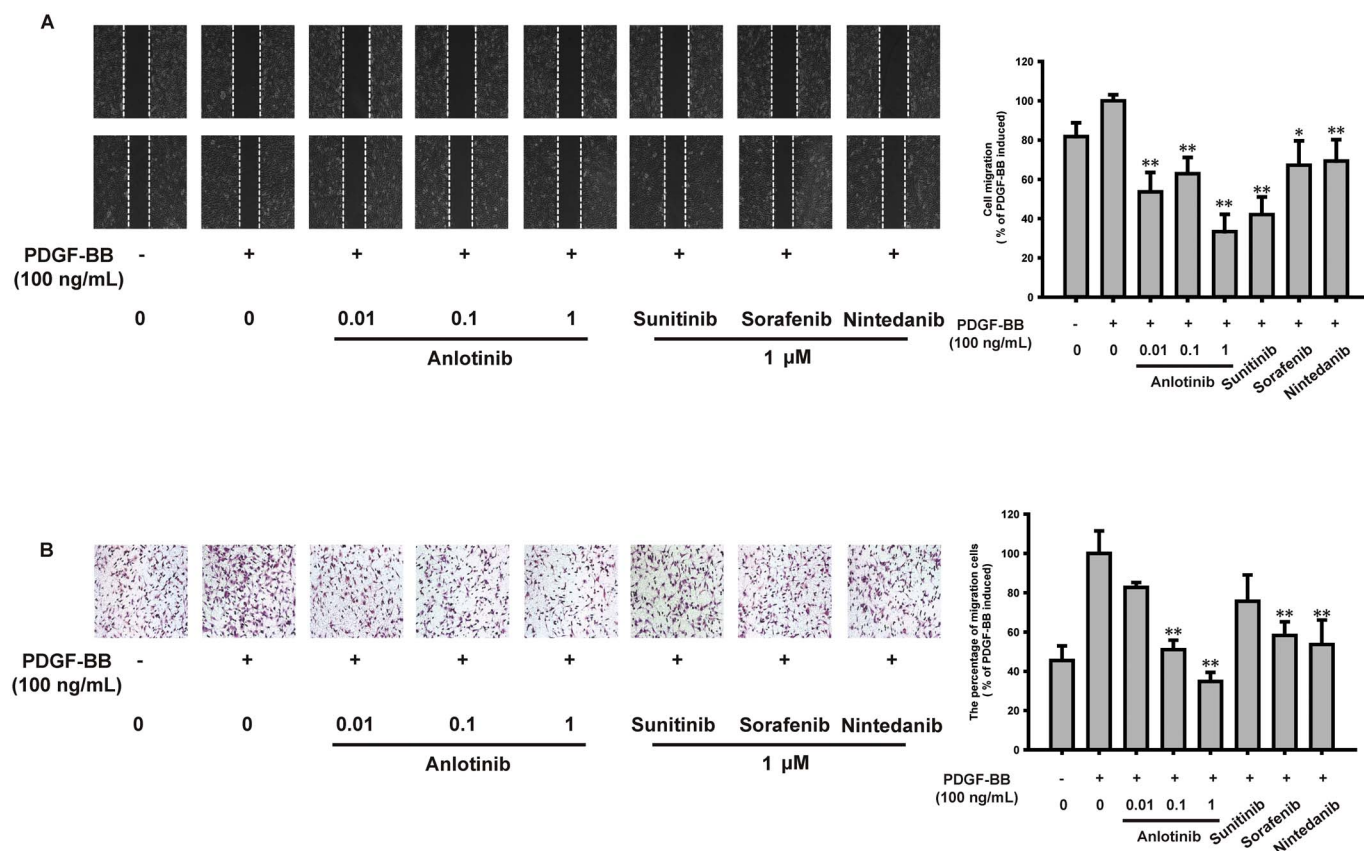 A
PDGF-BB
(100 ng/mL)
- + + + + + + +
0 0 0.01 0.1 1 Sunitinib Sorafenib Nintedanib
Anlotinib 1 μM
120
100
80
60
40
20
0
Cell migration
( % of PDGF-BB induced)
** ** ** ** * **
PDGF-BB
(100 ng/mL)
- + + + + + + +
0 0 0.01 0.1 1 Sunitinib Sorafenib Nintedanib
Anlotinib
B
PDGF-BB
(100 ng/mL)
- + + + + + + +
0 0 0.01 0.1 1 Sunitinib Sorafenib Nintedanib
Anlotinib 1 μM
120
100
80
60
40
20
0
The percentage of migration cells
( % of PDGF-BB induced)
** ** ** **
PDGF-BB
(100 ng/mL)
- + + + + + + +
0 0 0.01 0.1 1 Sunitinib Sorafenib Nintedanib
Anlotinib